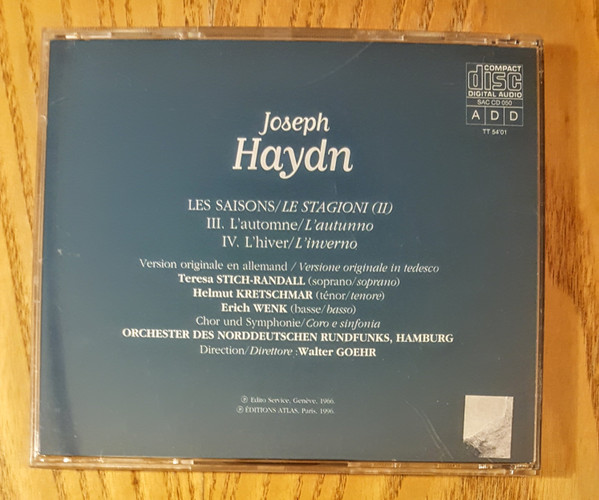 COMPACT
disc
DIGITAL AUDIO
SAC CD 050
A D D
TT 54'01
Joseph
Haydn
LES SAISONS/LE STAGIONI (II)
III. L'automne/L'autunno
IV. L'hiver/L'inverno
Version originale en allemand / Versione originale in tedesco
Teresa STICH-RANDALL (soprano/soprano)
Helmut KRETSCHMAR (ténor/tenore)
Erich WENK (basse/basso)
Chor und Symphonie/Coro e sinfonia
ORCHESTER DES NORDDEUTSCHEN RUNDFUNKS, HAMBURG
Direction/Direttore :Walter GOEHR
℗ Edito Service, Genève, 1966.
℗ ÉDITIONS ATLAS, Paris, 1996.